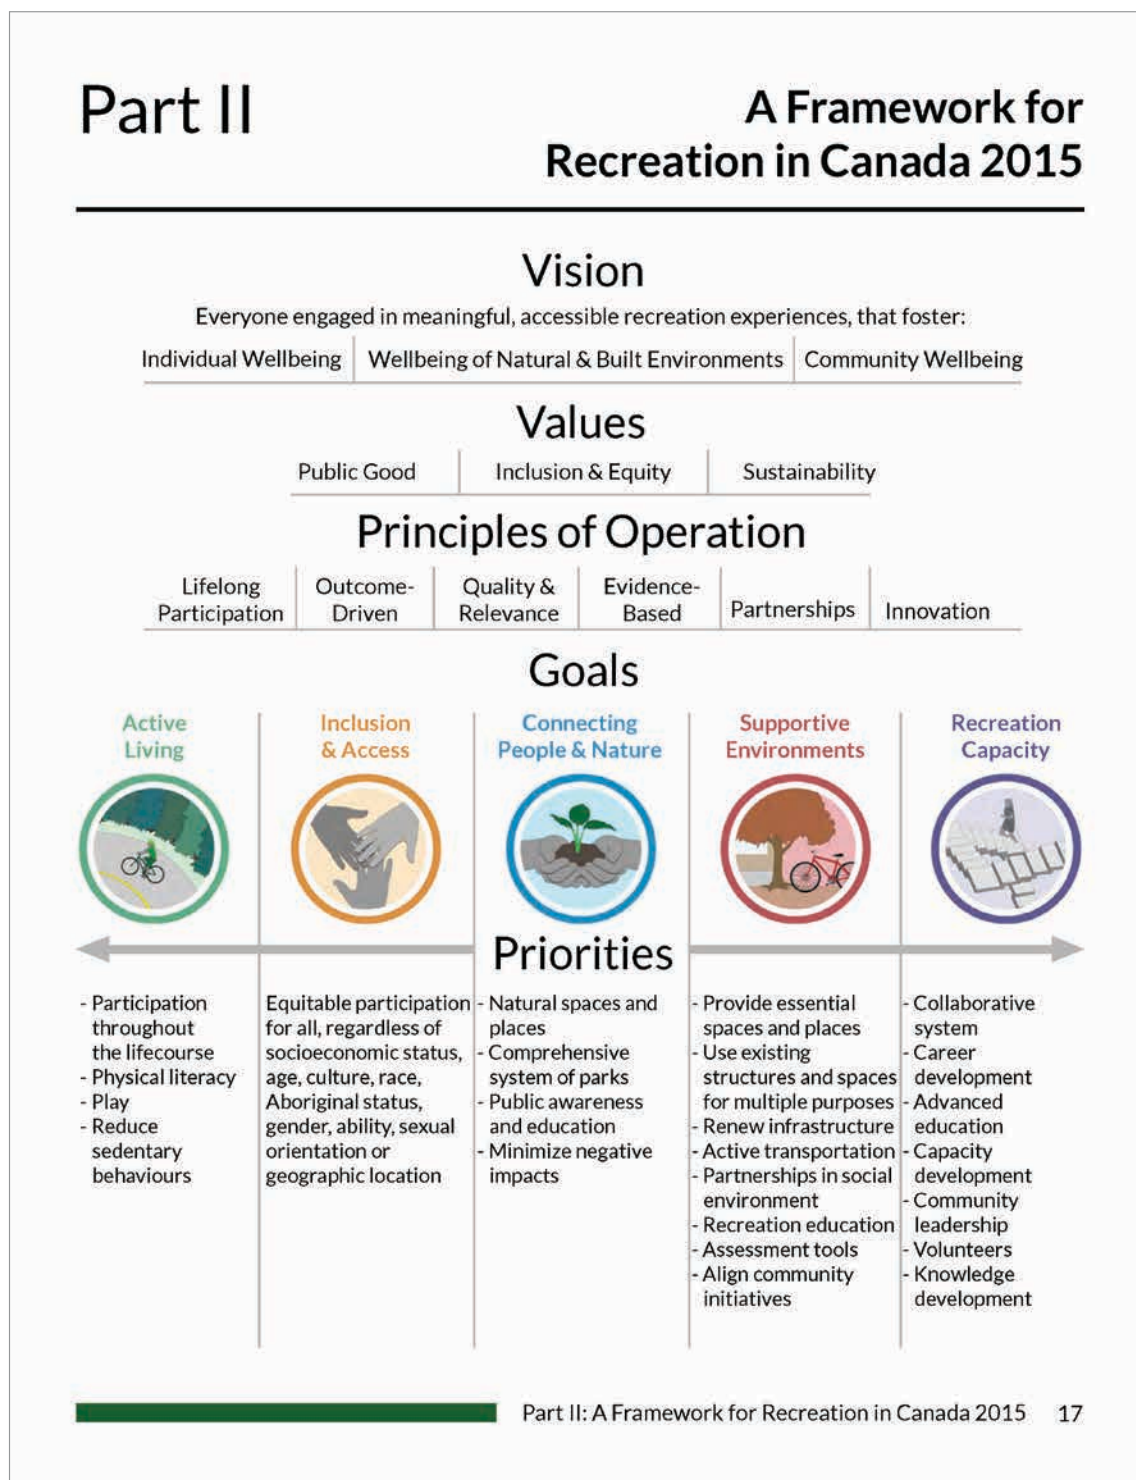 Part II
A Framework for
Recreation in Canada 2015
Vision
Everyone engaged in meaningful, accessible recreation experiences, that foster:
Individual Wellbeing
Wellbeing of Natural & Built Environments
Community Wellbeing
Values
Public Good
Inclusion & Equity
Sustainability
Principles of Operation
Lifelong
Participation
Outcome-
Driven
Quality &
Relevance
Evidence-
Based
Partnerships
Innovation
Goals
Active
Living
Inclusion
& Access
Connecting
People & Nature
Supportive
Environments
Recreation
Capacity
Priorities
- Participation
throughout
the lifecourse
- Physical literacy
- Play
- Reduce
sedentary
behaviours
Equitable participation
for all, regardless of
socioeconomic status,
age, culture, race,
Aboriginal status,
gender, ability, sexual
orientation or
geographic location
- Natural spaces and
places
- Comprehensive
system of parks
- Public awareness
and education
- Minimize negative
impacts
- Provide essential
spaces and places
- Use existing
structures and spaces
for multiple purposes
- Renew infrastructure
- Active transportation
- Partnerships in social
environment
- Recreation education
- Assessment tools
- Align community
initiatives
- Collaborative
system
- Career
development
- Advanced
education
- Capacity
development
- Community
leadership
- Volunteers
- Knowledge
development
Part II: A Framework for Recreation in Canada 2015 17